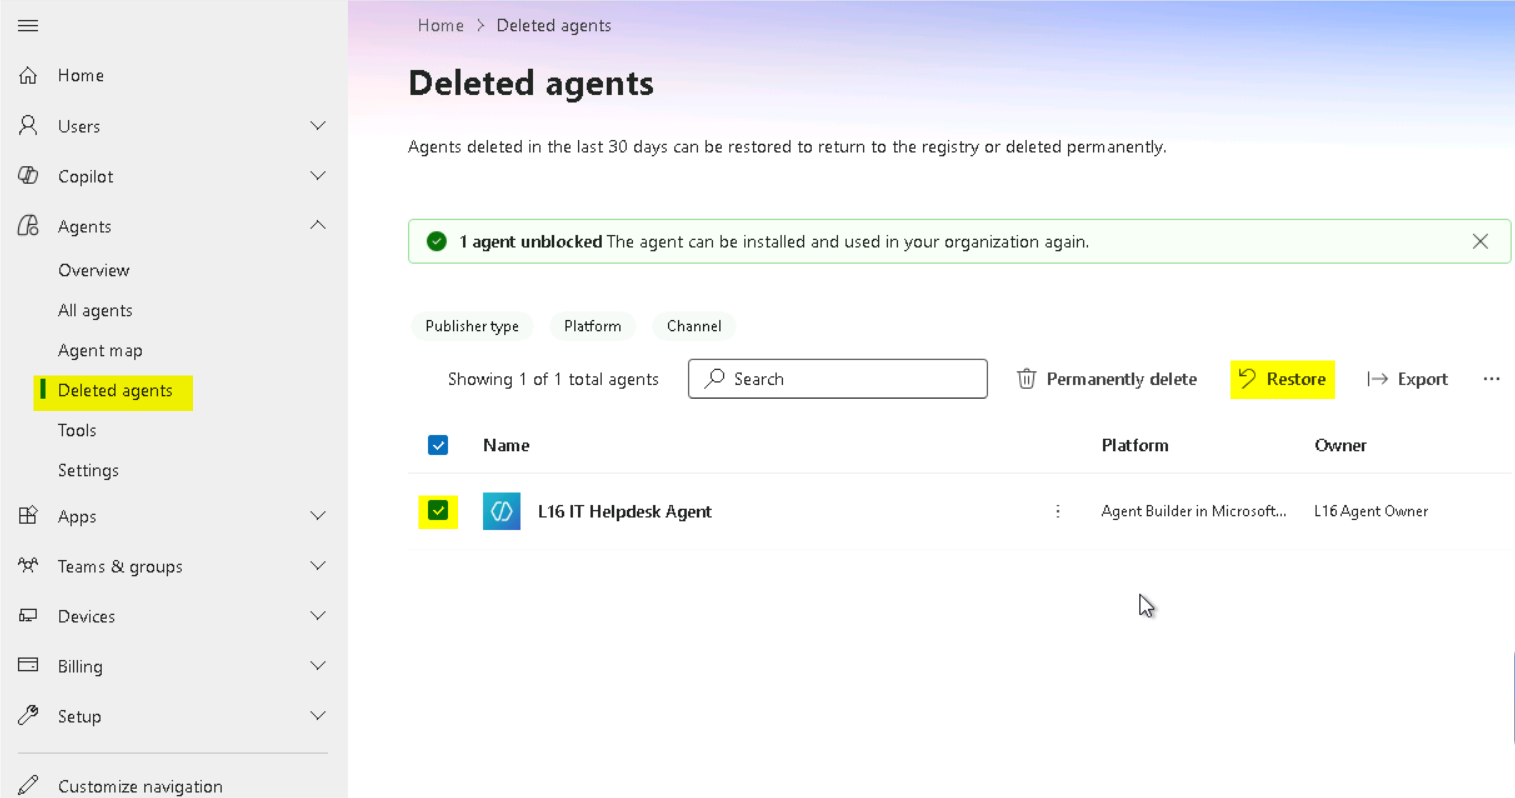 Home
Users
Copilot
Agents
Overview
All agents
Agent map
Deleted agents
Tools
Settings
Apps
Teams & groups
Devices
Billing
Setup
Customize navigation
Home > Deleted agents
Deleted agents
Agents deleted in the last 30 days can be restored to return to the registry or deleted permanently.
1 agent unblocked The agent can be installed and used in your organization again.
Publisher type Platform Channel
Showing 1 of 1 total agents Search Permanently delete Restore Export ...
Name Platform Owner
L16 IT Helpdesk Agent Agent Builder in Microsoft... L16 Agent Owner